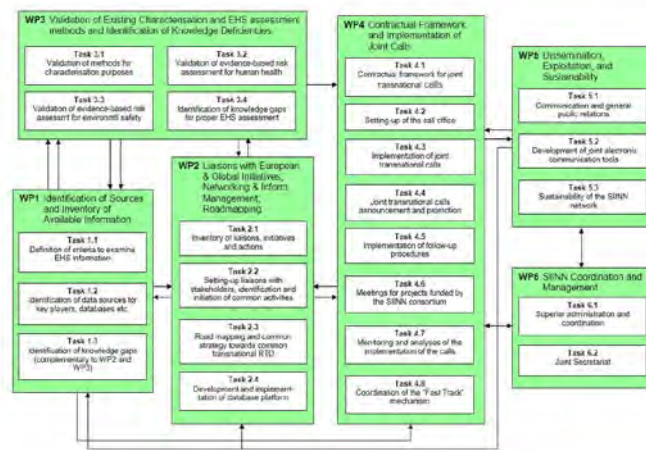 WP3 Validation of Existing Characterisation and EHS assessment
methods and Identification of Knowledge Deficiencies
Task 3.1
Validation of methods for
characterisation purposes
Task 3.2
Validation of evidence-based risk
assessment for human health
Task 3.3
Validation of evidence-based risk
assessmt for environmtl safety
Task 3.4
Identification of knowledge gaps
for proper EHS assessment
WP1 Identification of Sources
and Inventory of
Available Information
Task 1.1
Definition of criteria to examine
EHS information
Task 1.2
Identification of data sources for
key players, databases etc.
Task 1.3
Identification of knowledge gaps
(complementary to WP2 and
WP3)
WP2 Liaisons with European
& Global Initiatives,
Networking & Inform
Management,
Roadmapping
Task 2.1
Inventory of liaisons, initiatives
and actions
Task 2.2
Setting-up liaisons with
stakeholders, identification and
initiation of common activities
Task 2.3
Road mapping and common
strategy towards common
transnational RTD
Task 2.4
Development and implemen-
tation of database platform
WP4 Contractual Framework
and Implementation of
Joint Calls
Task 4.1
Contractual framework for joint
transnational calls
Task 4.2
Setting-up of the call office
Task 4.3
Implementation of joint
transnational calls
Task 4.4
Joint transnational calls
announcement and promotion
Task 4.5
Implementation of follow-up
procedures
Task 4.6
Meetings for projects funded by
the SIINN consortium
Task 4.7
Monitoring and analyses of the
implementation of the calls
Task 4.8
Coordination of the "Fast Track"
mechanism
WP5 Dissemination,
Exploitation, and
Sustainability
Task 5.1
Communication and general
public relations
Task 5.2
Development of joint electronic
communication tools
Task 5.3
Sustainability of the SIINN
network
WP6 SIINN Coordination and
Management
Task 6.1
Superior administration and
coordination
Task 6.2
Joint Secretariat